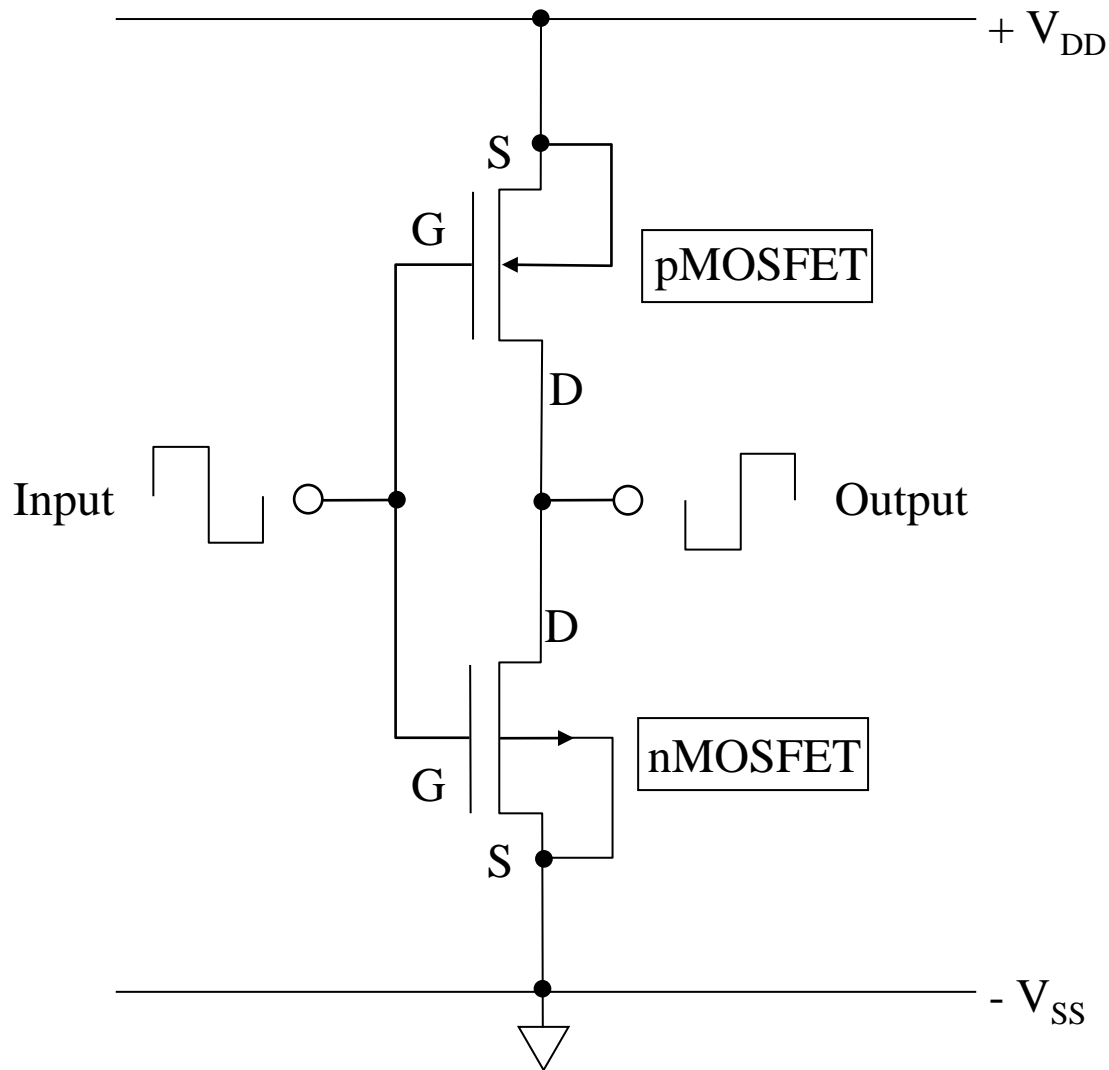 + V_DD
S
G
pMOSFET
D
Input
Output
D
nMOSFET
G
S
- V_SS